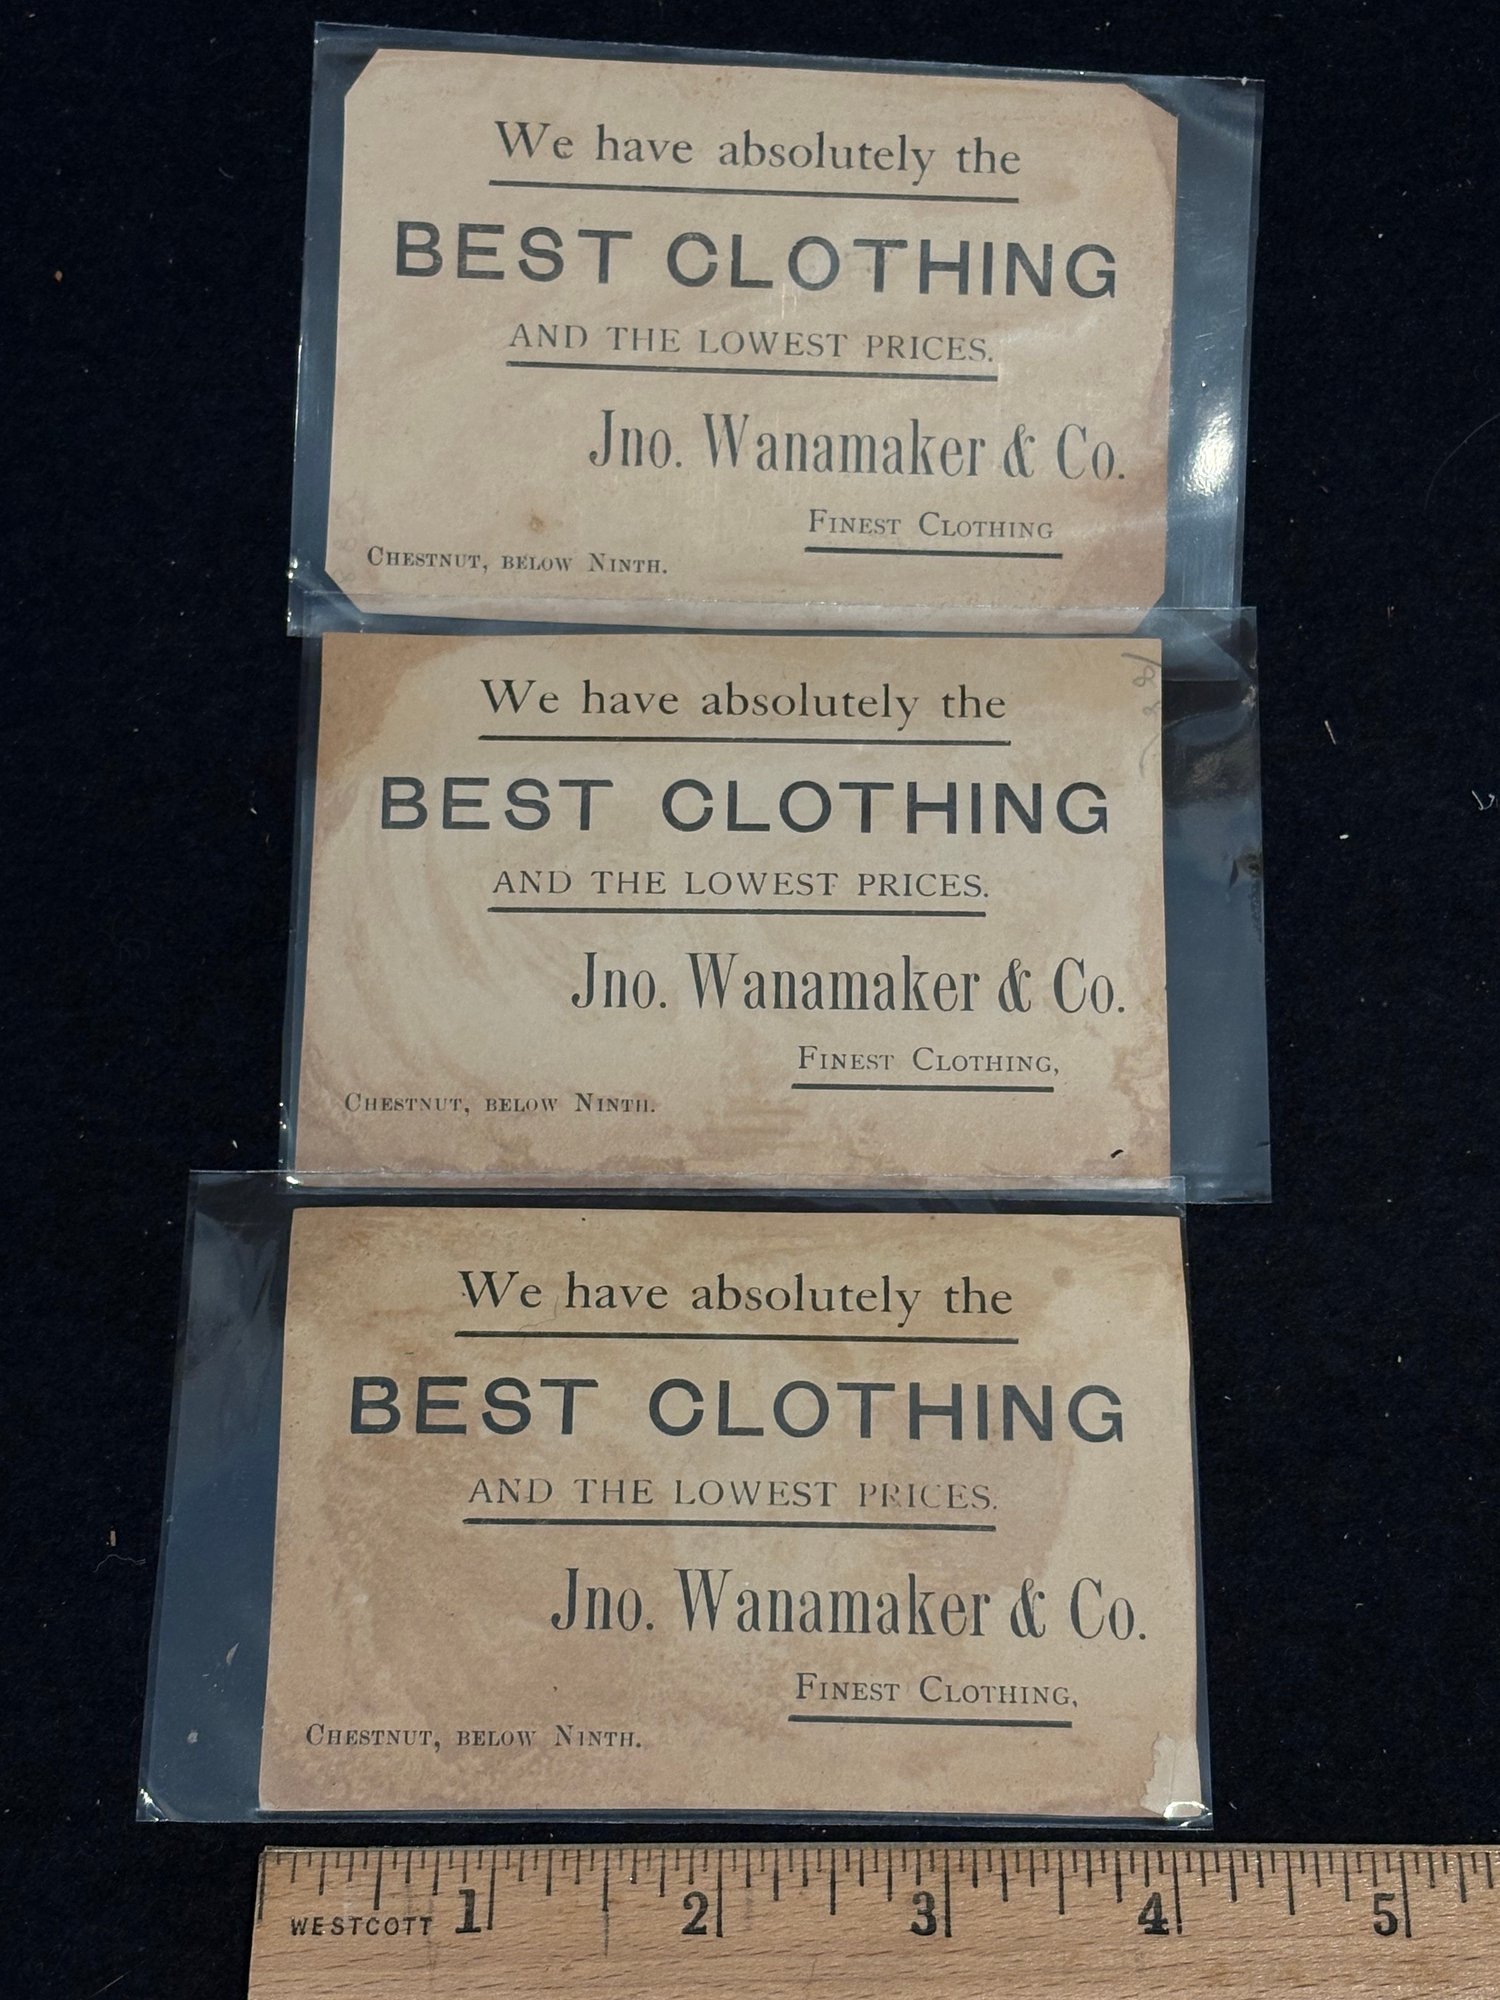 We have absolutely the
BEST CLOTHING
AND THE LOWEST PRICES.
Jno. Wanamaker & Co.
FINEST CLOTHING
CHESTNUT, BELOW NINTH.
We have absolutely the
BEST CLOTHING
AND THE LOWEST PRICES.
Jno. Wanamaker & Co.
FINEST CLOTHING,
CHESTNUT, BELOW NINTH.
We have absolutely the
BEST CLOTHING
AND THE LOWEST PRICES.
Jno. Wanamaker & Co.
FINEST CLOTHING,
CHESTNUT, BELOW NINTH.
WESTCOTT 1 2 3 4 5